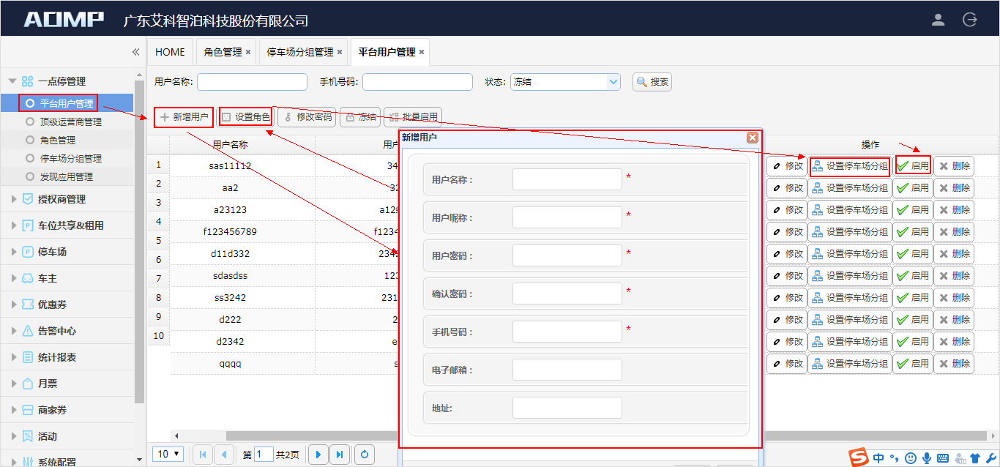 AOMP 广东艾科智泊科技股份有限公司
HOME 角色管理 × 停车场分组管理 × 平台用户管理 ×
一点停管理
平台用户管理
顶级运营商管理
角色管理
停车场分组管理
发现应用管理
授权商管理
车位共享&租用
停车场
车主
优惠券
告警中心
统计报表
月票
商家券
活动
系统配置
用户名称: 手机号码: 状态: 冻结 搜索
新增用户 设置角色 修改密码 冻结 批量启用
用户名称 用户 操作
1 sas11112 34 修改 设置停车场分组 启用 删除
2 aa2 32 修改 设置停车场分组 启用 删除
3 a23123 a12 修改 设置停车场分组 启用 删除
4 f123456789 f1234 修改 设置停车场分组 启用 删除
5 d11d332 234 修改 设置停车场分组 启用 删除
6 sdasdss 123 修改 设置停车场分组 启用 删除
7 ss3242 231 修改 设置停车场分组 启用 删除
8 d222 2 修改 设置停车场分组 启用 删除
9 d2342 e 修改 设置停车场分组 启用 删除
10 qqqq s 修改 设置停车场分组 启用 删除
新增用户
用户名称： *
用户昵称： *
用户密码： *
确认密码： *
手机号码： *
电子邮箱：
地址:
10 第 1 共2页
S 中